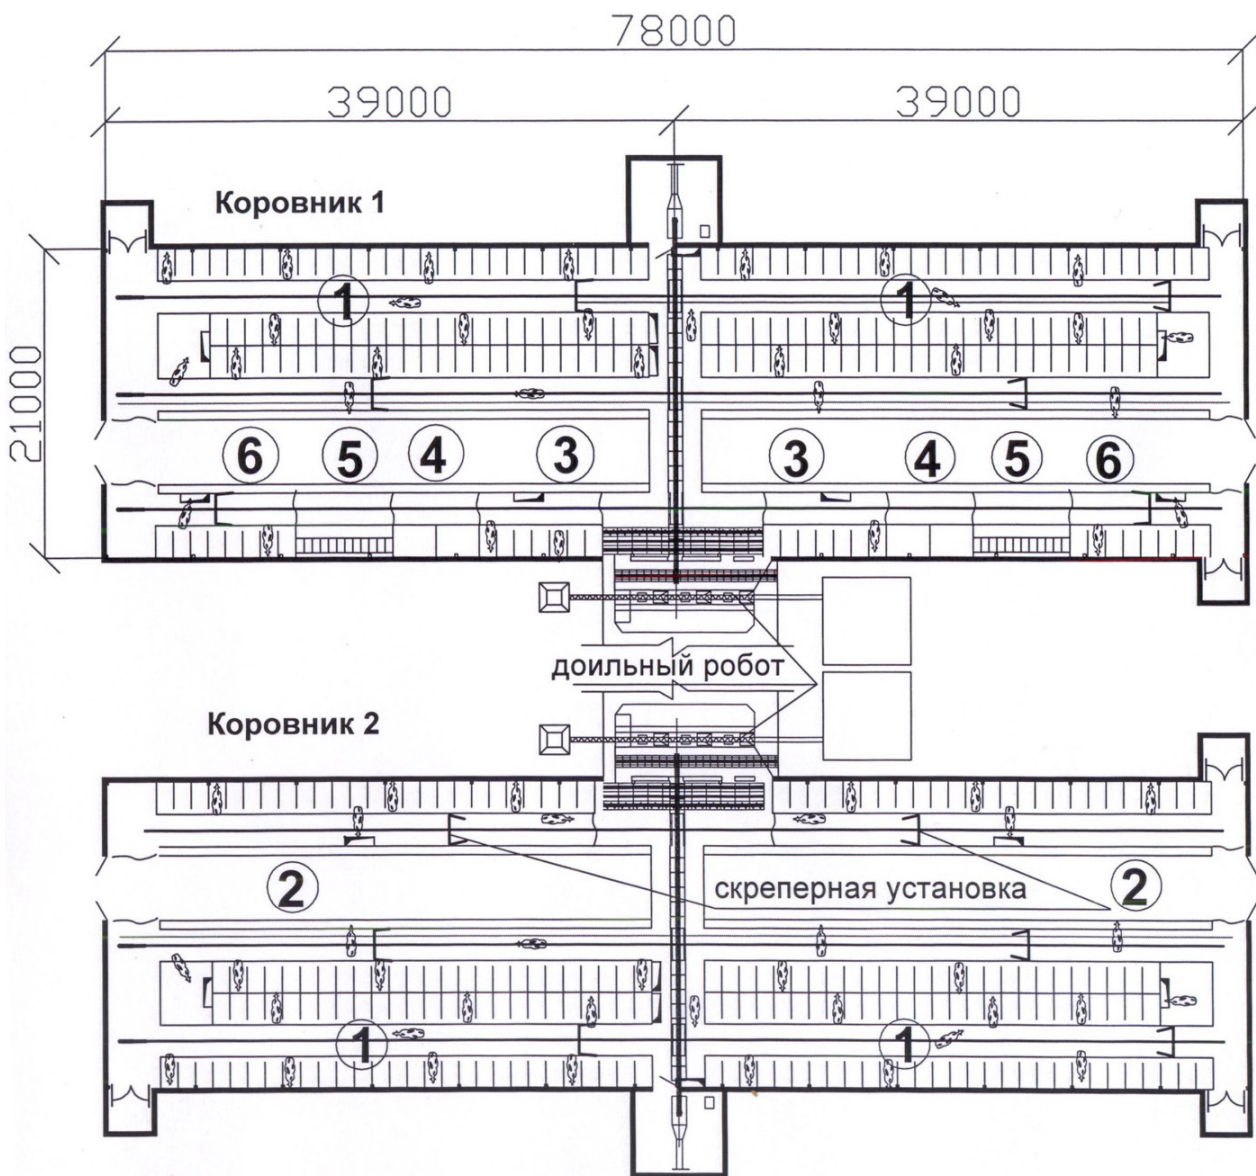 78000
39000 39000
Коровник 1
1 1
21000
6 5 4 3 3 4 5 6
доильный робот
Коровник 2
2 скреперная установка 2
1 1